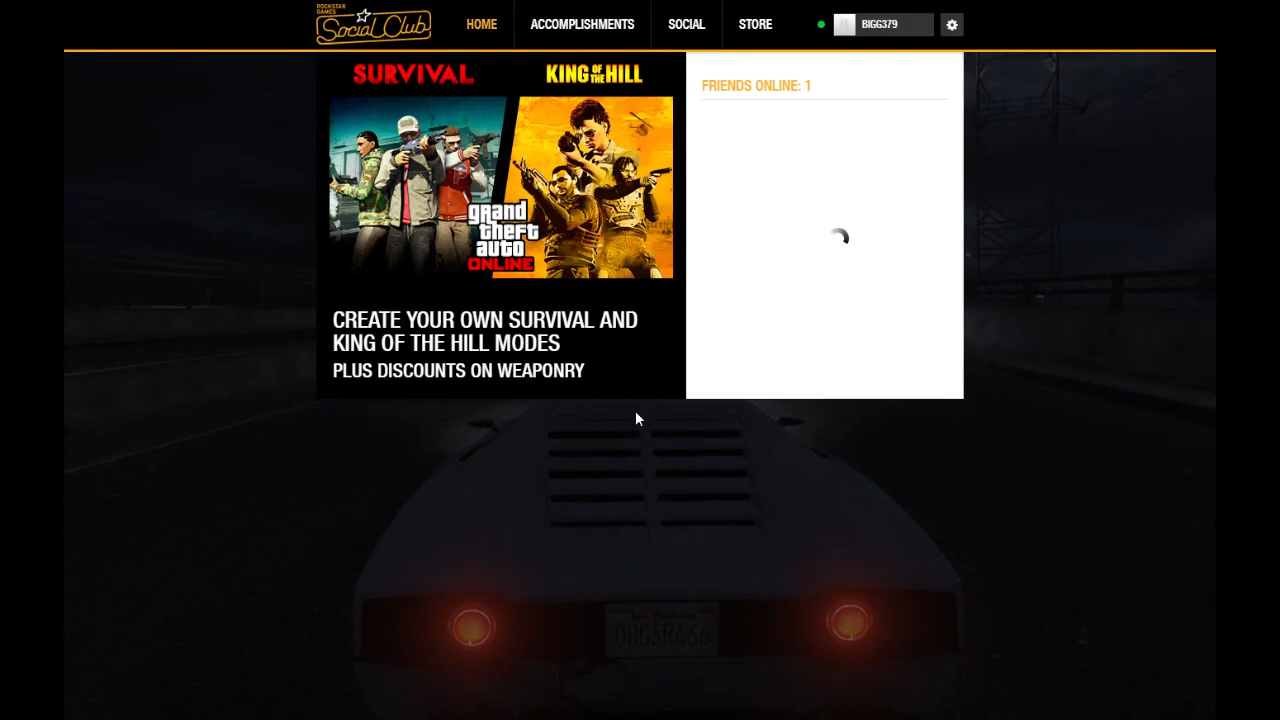 ROCKSTAR
GAMES
Social Club
HOME
ACCOMPLISHMENTS
SOCIAL
STORE
BIGG379
SURVIVAL
KING OF THE HILL
grand
theft
auto
ONLINE
FRIENDS ONLINE: 1
CREATE YOUR OWN SURVIVAL AND
KING OF THE HILL MODES
PLUS DISCOUNTS ON WEAPONRY